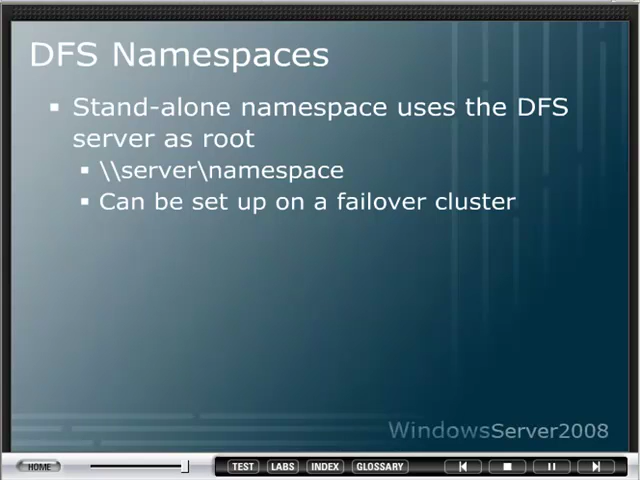 DFS Namespaces
▪ Stand-alone namespace uses the DFS
server as root
▪ \\server\namespace
▪ Can be set up on a failover cluster
WindowsServer2008
HOME TEST LABS INDEX GLOSSARY